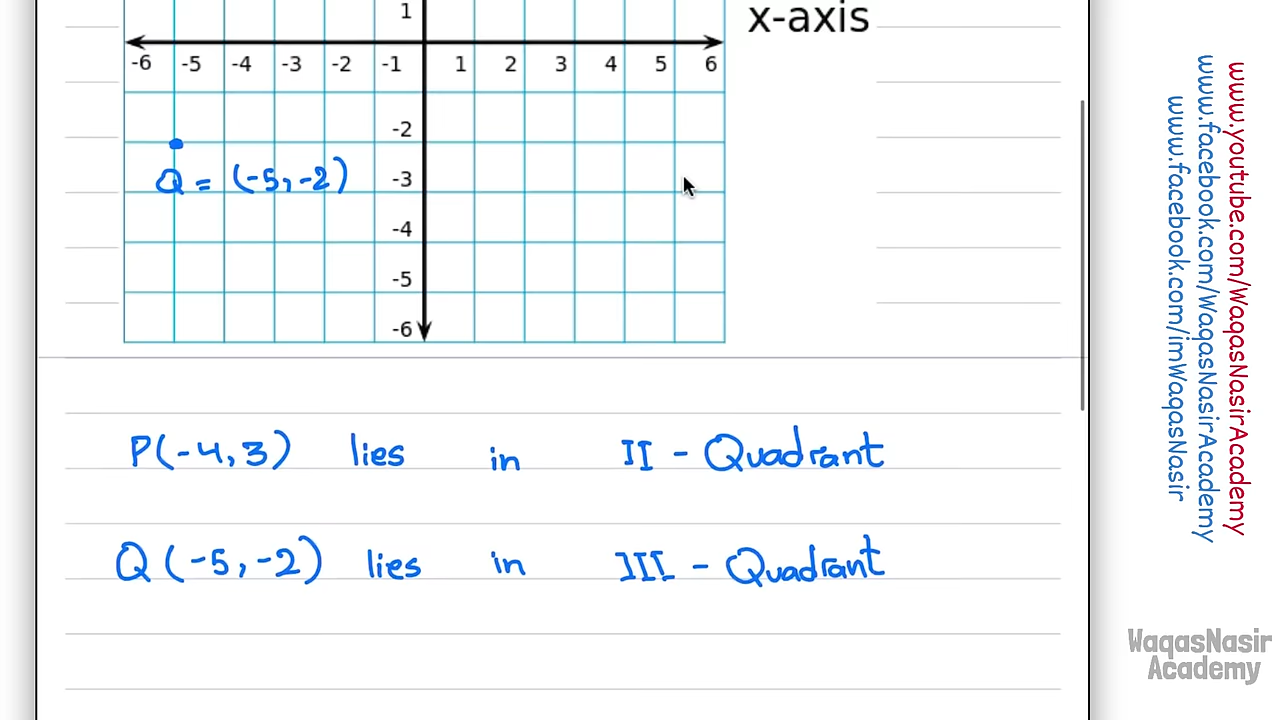 1
x-axis
-6 -5 -4 -3 -2 -1 1 2 3 4 5 6
-2
Q = (-5, -2)
-3
-4
-5
-6
P(-4, 3) lies in II - Quadrant
Q (-5, -2) lies in III - Quadrant
www.youtube.com/WaqasNasirAcademy
www.facebook.com/WaqasNasirAcademy
www.facebook.com/imWaqasNasir
WaqasNasir
Academy